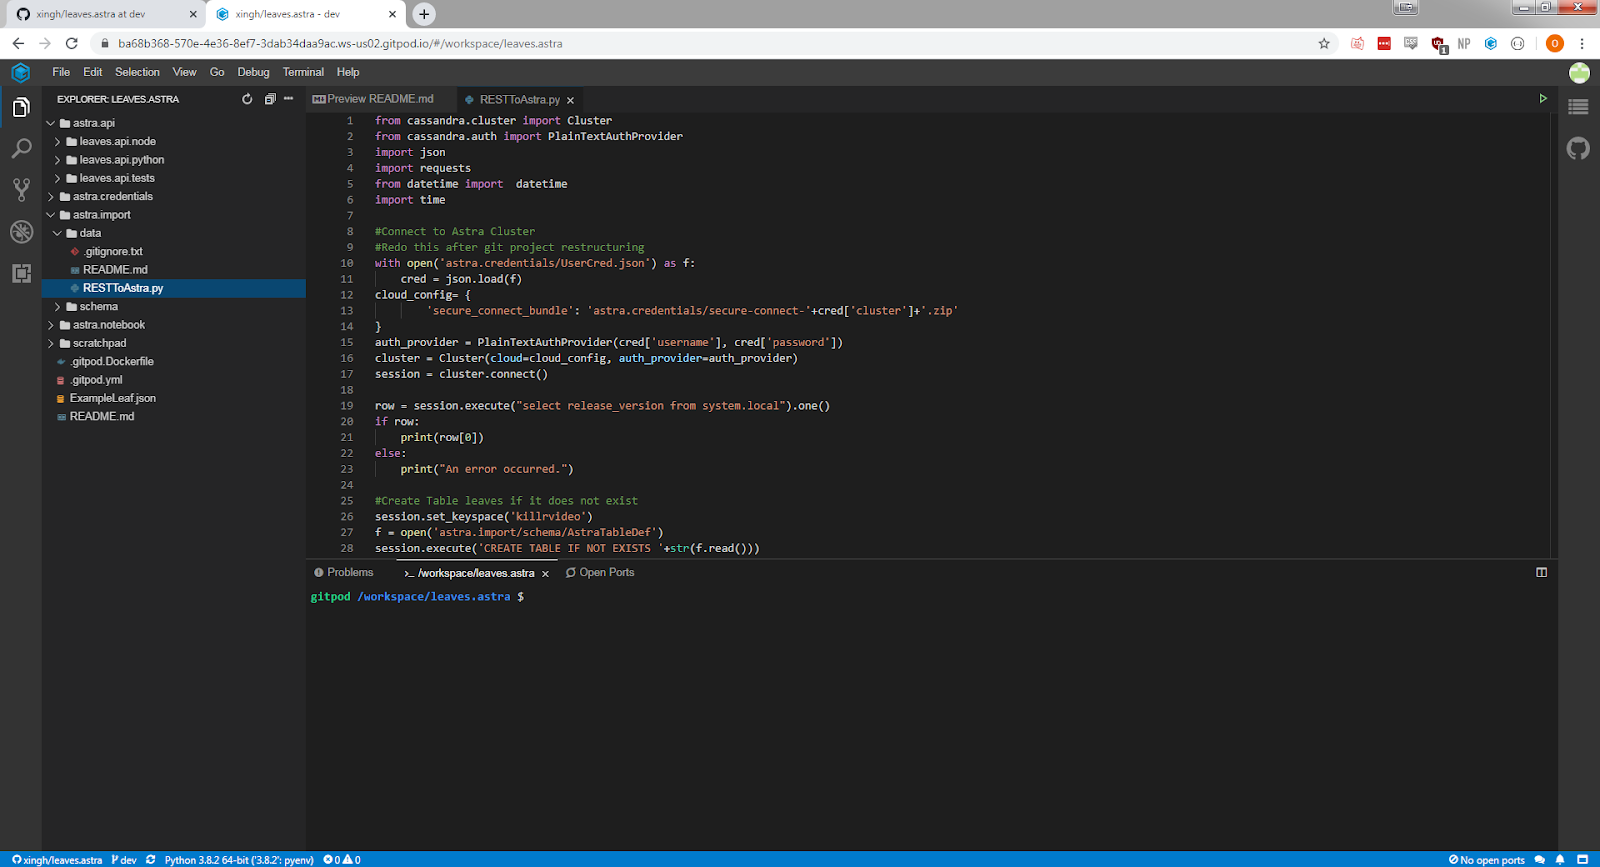 xingh/leaves.astra at dev
xingh/leaves.astra - dev
ba68b368-570e-4e36-8ef7-3dab34daa9ac.ws-us02.gitpod.io/#/workspace/leaves.astra
1
NP
O
File Edit Selection View Go Debug Terminal Help
EXPLORER: LEAVES.ASTRA
astra.api
leaves.api.node
leaves.api.python
leaves.api.tests
astra.credentials
astra.import
data
.gitignore.txt
README.md
RESTToAstra.py
schema
astra.notebook
scratchpad
.gitpod.Dockerfile
.gitpod.yml
ExampleLeaf.json
README.md
Preview README.md
RESTToAstra.py
1 from cassandra.cluster import Cluster
2 from cassandra.auth import PlainTextAuthProvider
3 import json
4 import requests
5 from datetime import  datetime
6 import time
7
8 #Connect to Astra Cluster
9 #Redo this after git project restructuring
10 with open('astra.credentials/UserCred.json') as f:
11     cred = json.load(f)
12 cloud_config= {
13         'secure_connect_bundle': 'astra.credentials/secure-connect-'+cred['cluster']+'.zip'
14 }
15 auth_provider = PlainTextAuthProvider(cred['username'], cred['password'])
16 cluster = Cluster(cloud=cloud_config, auth_provider=auth_provider)
17 session = cluster.connect()
18
19 row = session.execute("select release_version from system.local").one()
20 if row:
21     print(row[0])
22 else:
23     print("An error occurred.")
24
25 #Create Table leaves if it does not exist
26 session.set_keyspace('killrvideo')
27 f = open('astra.import/schema/AstraTableDef')
28 session.execute('CREATE TABLE IF NOT EXISTS '+str(f.read()))
Problems
>_ /workspace/leaves.astra
Open Ports
gitpod /workspace/leaves.astra $
xingh/leaves.astra dev Python 3.8.2 64-bit ('3.8.2': pyenv) 0 0
No open ports